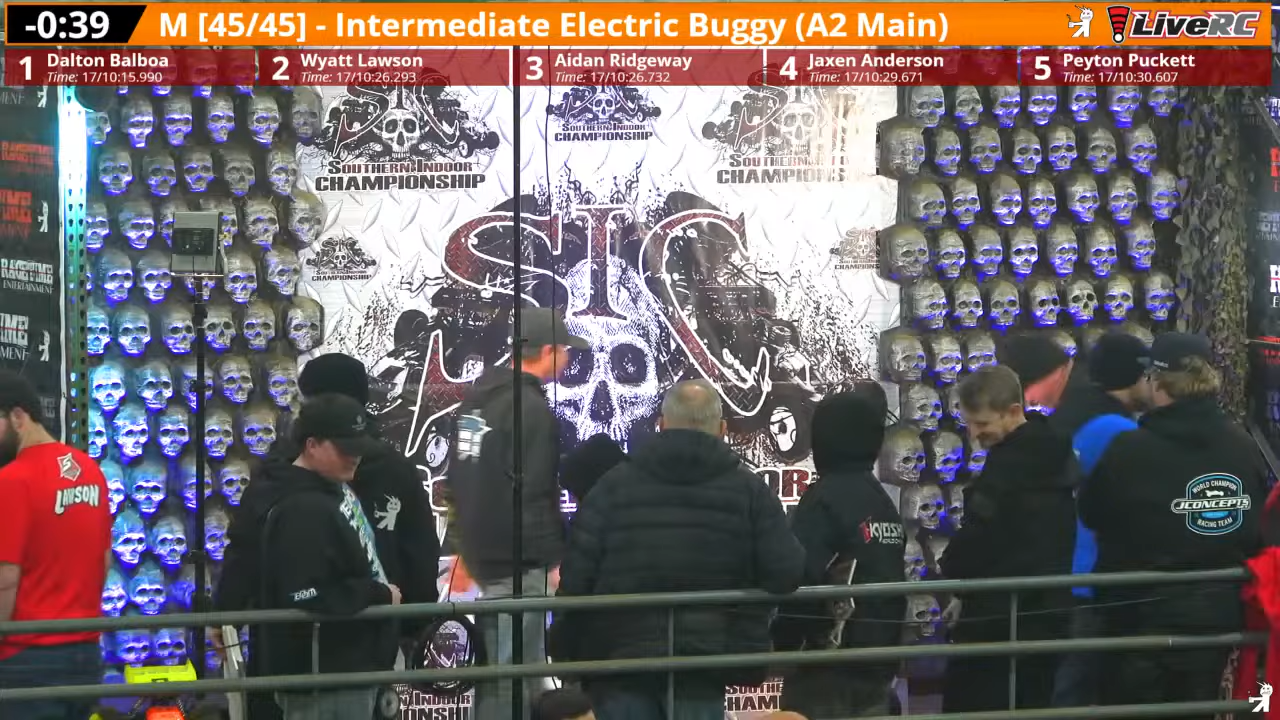 -0:39
M [45/45] - Intermediate Electric Buggy (A2 Main)
LiveRC
1 Dalton Balboa
Time: 17/10:15.990
2 Wyatt Lawson
Time: 17/10:26.293
3 Aidan Ridgeway
Time: 17/10:26.732
4 Jaxen Anderson
Time: 17/10:29.671
5 Peyton Puckett
Time: 17/10:30.607
SOUTHERN INDOOR
CHAMPIONSHIP
SOUTHERN INDOOR
CHAMPIONSHIP
SIC
SOUTHERN INDOOR
CHAMPIONSHIP
ENTERTAINMENT
LAWSON
KYOSHO
WORLD CHAMPION
JCONCEPTS
RACING TEAM